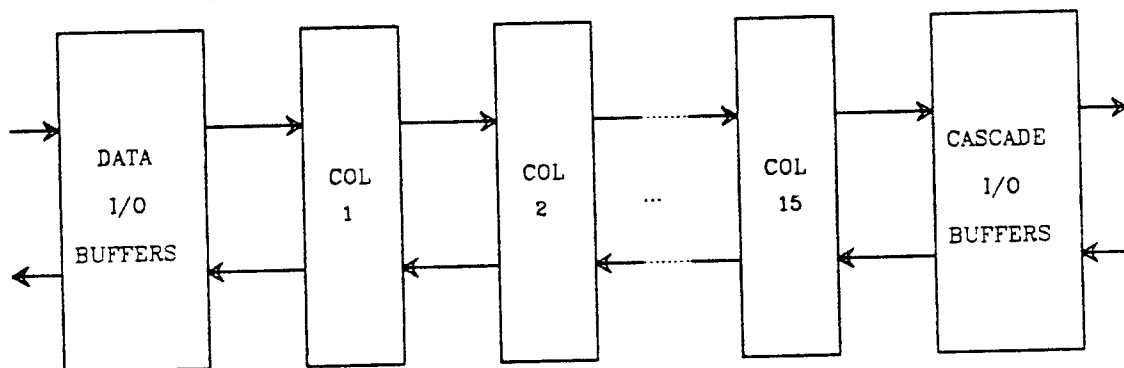 DATA
I/O
BUFFERS
COL
1
COL
2
...
COL
15
CASCADE
I/O
BUFFERS